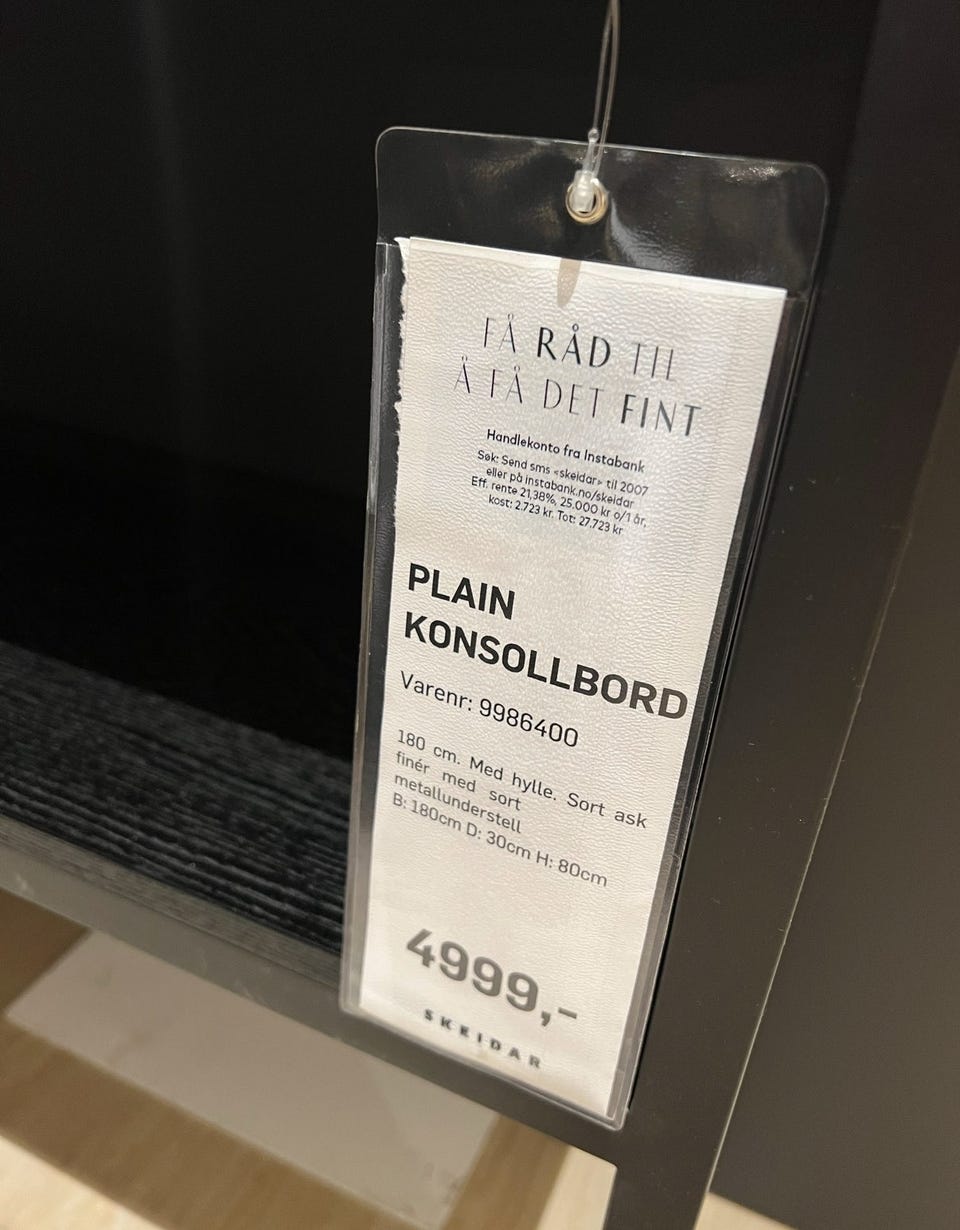 FÅ RÅD TIL
Å FÅ DET FINT
Handlekonto fra Instabank
Søk: Send sms «skeidar» til 2007
eller på instabank.no/skeidar
Eff. rente 21,38%, 25.000 kr o/1 år,
kost: 2.723 kr. Tot: 27.723 kr
PLAIN
KONSOLLBORD
Varenr: 9986400
180 cm. Med hylle. Sort ask
finér med sort
metallunderstell
B: 180cm D: 30cm H: 80cm
4999,-
SKEIDAR